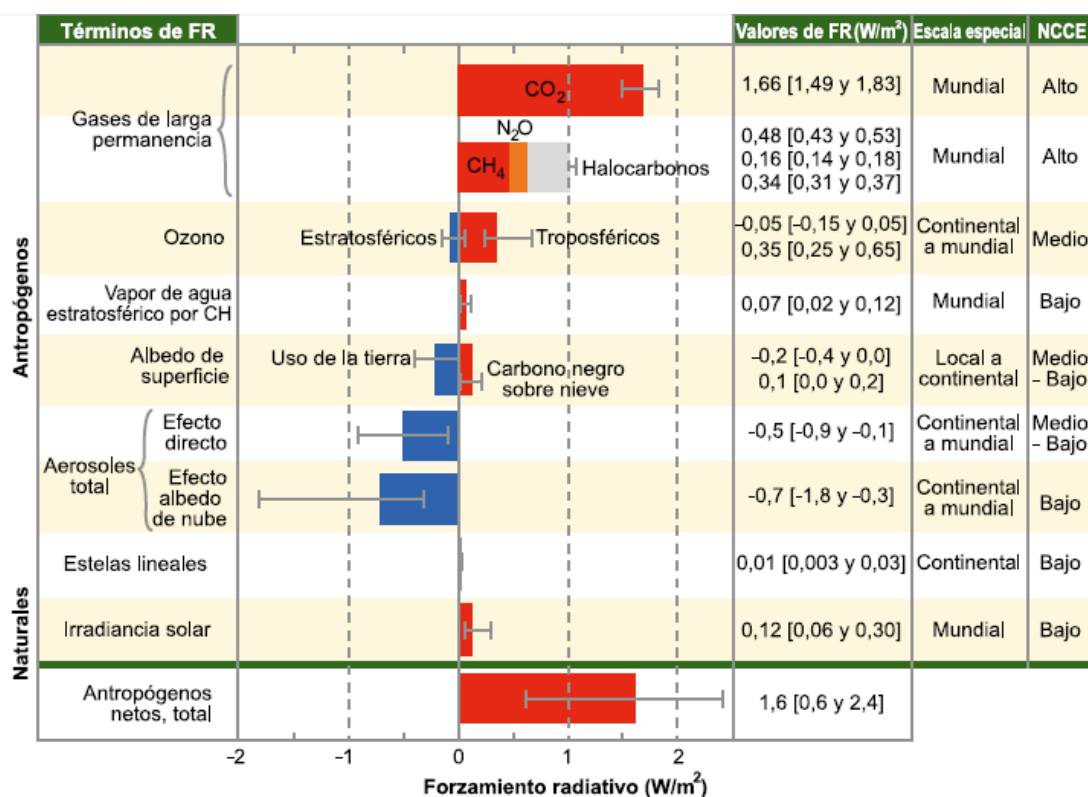 Términos de FR
Valores de FR (W/m²)
Escala especial
NCCE
Antropógenos
Gases de larga
permanencia
CO₂
1,66 [1,49 y 1,83]
Mundial
Alto
N₂O
CH₄
Halocarbonos
0,48 [0,43 y 0,53]
0,16 [0,14 y 0,18]
0,34 [0,31 y 0,37]
Mundial
Alto
Ozono
Estratosféricos
Troposféricos
-0,05 [-0,15 y 0,05]
0,35 [0,25 y 0,65]
Continental
a mundial
Medio
Vapor de agua
estratosférico por CH
0,07 [0,02 y 0,12]
Mundial
Bajo
Albedo de
superficie
Uso de la tierra
Carbono negro
sobre nieve
-0,2 [-0,4 y 0,0]
0,1 [0,0 y 0,2]
Local a
continental
Medio
– Bajo
Aerosoles
total
Efecto
directo
-0,5 [-0,9 y -0,1]
Continental
a mundial
Medio
– Bajo
Efecto
albedo
de nube
-0,7 [-1,8 y -0,3]
Continental
a mundial
Bajo
Estelas lineales
0,01 [0,003 y 0,03]
Continental
Bajo
Naturales
Irradiancia solar
0,12 [0,06 y 0,30]
Mundial
Bajo
Antropógenos
netos, total
1,6 [0,6 y 2,4]
–2 –1 0 1 2
Forzamiento radiativo (W/m²)